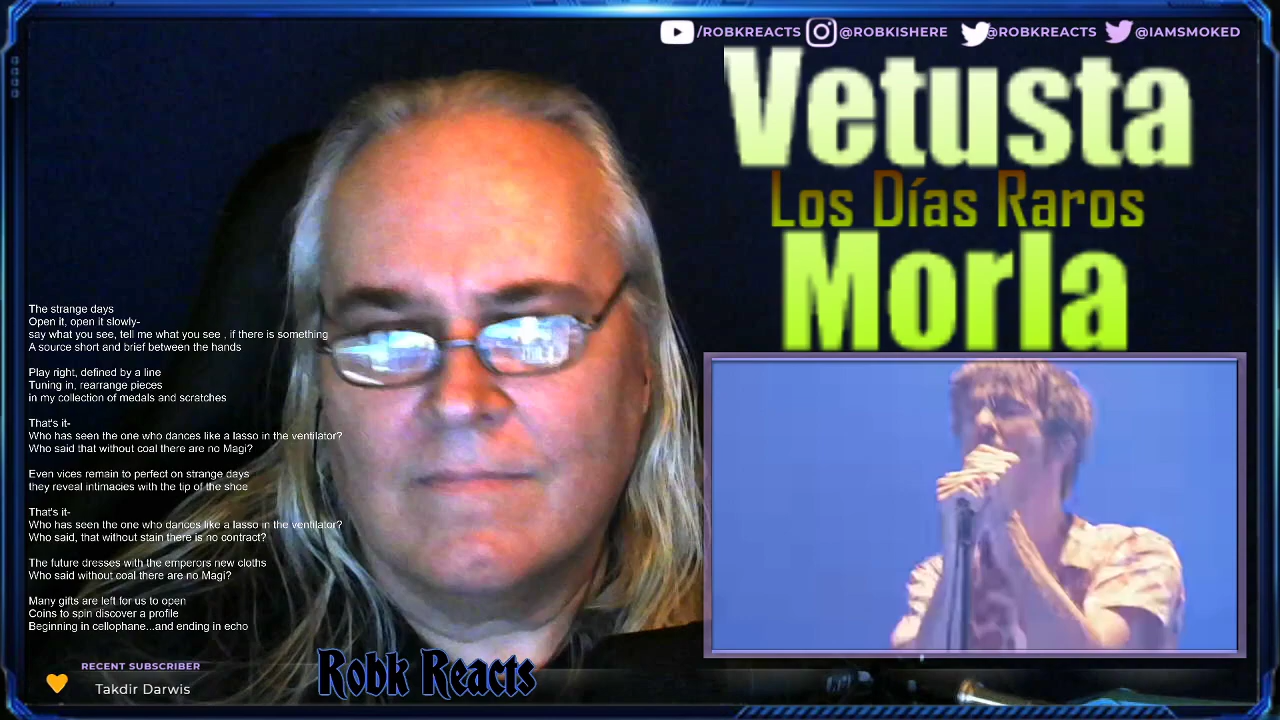 /ROBKREACTS @ROBKISHERE @ROBKREACTS @IAMSMOKED
Vetusta
Los Días Raros
Morla
The strange days
Open it, open it slowly-
say what you see, tell me what you see , if there is something
A source short and brief between the hands
Play right, defined by a line
Tuning in, rearrange pieces
in my collection of medals and scratches
That's it-
Who has seen the one who dances like a lasso in the ventilator?
Who said that without coal there are no Magi?
Even vices remain to perfect on strange days
they reveal intimacies with the tip of the shoe
That's it-
Who has seen the one who dances like a lasso in the ventilator?
Who said, that without stain there is no contract?
The future dresses with the emperors new cloths
Who said without coal there are no Magi?
Many gifts are left for us to open
Coins to spin discover a profile
Beginning in cellophane...and ending in echo
RECENT SUBSCRIBER
Takdir Darwis
Robk Reacts